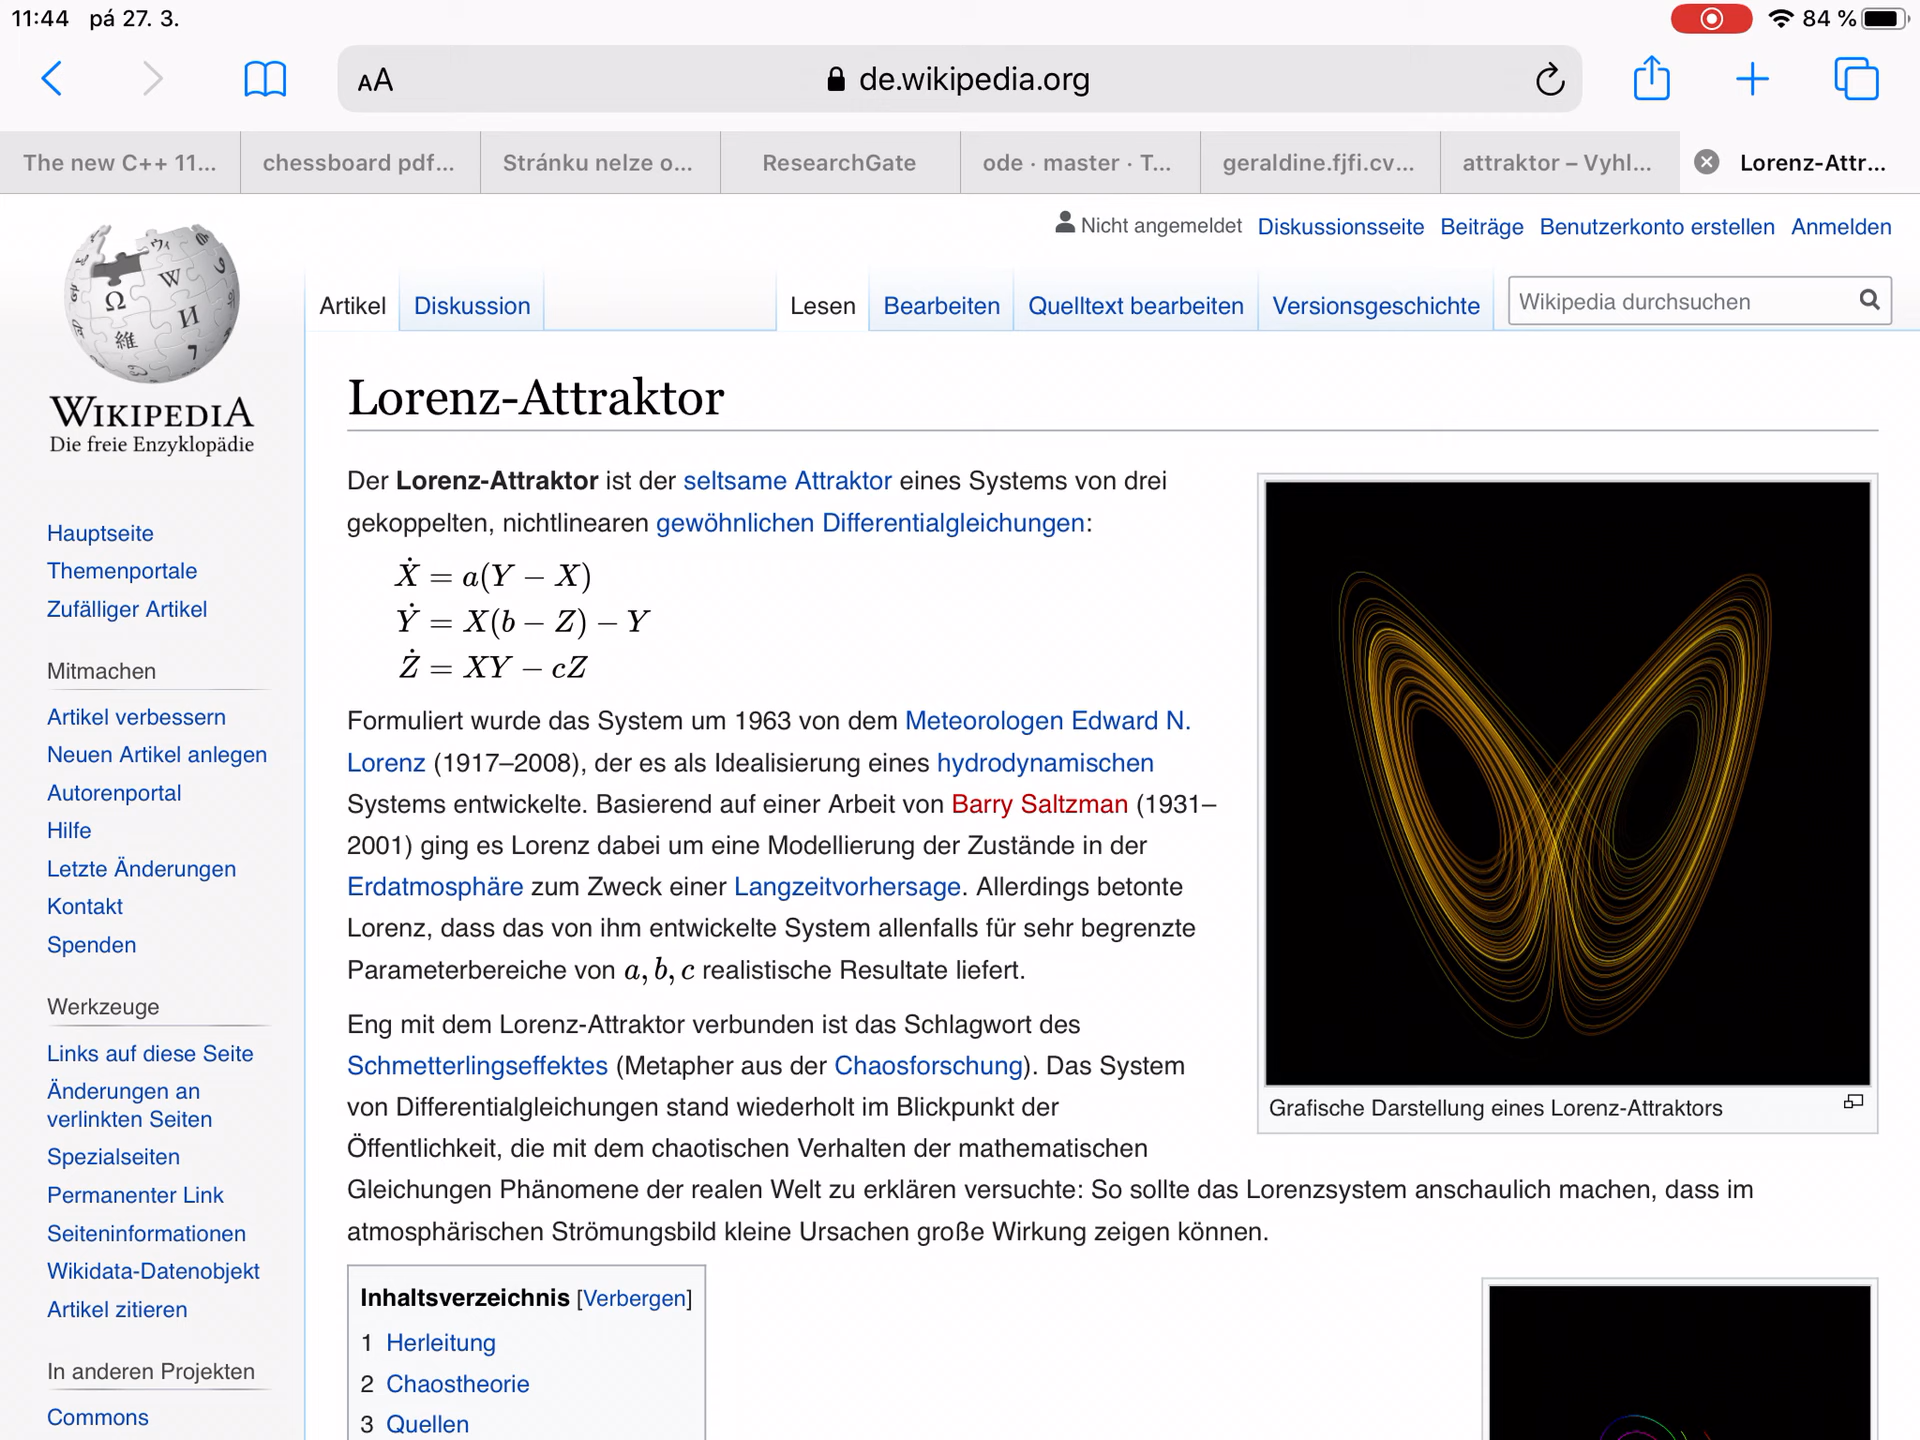 11:44 pá 27. 3.
84 %
AA
de.wikipedia.org
The new C++ 11...
chessboard pdf...
Stránku nelze o...
ResearchGate
ode · master · T...
geraldine.fjfi.cv...
attraktor – Vyhl...
Lorenz-Attr...
Nicht angemeldet Diskussionsseite Beiträge Benutzerkonto erstellen Anmelden
Artikel Diskussion Lesen Bearbeiten Quelltext bearbeiten Versionsgeschichte Wikipedia durchsuchen
WIKIPEDIA
Die freie Enzyklopädie
Hauptseite
Themenportale
Zufälliger Artikel
Mitmachen
Artikel verbessern
Neuen Artikel anlegen
Autorenportal
Hilfe
Letzte Änderungen
Kontakt
Spenden
Werkzeuge
Links auf diese Seite
Änderungen an
verlinkten Seiten
Spezialseiten
Permanenter Link
Seiteninformationen
Wikidata-Datenobjekt
Artikel zitieren
In anderen Projekten
Commons
Lorenz-Attraktor
Der Lorenz-Attraktor ist der seltsame Attraktor eines Systems von drei
gekoppelten, nichtlinearen gewöhnlichen Differentialgleichungen:
Ẋ = a(Y − X)
Ẏ = X(b − Z) − Y
Ż = XY − cZ
Formuliert wurde das System um 1963 von dem Meteorologen Edward N.
Lorenz (1917–2008), der es als Idealisierung eines hydrodynamischen
Systems entwickelte. Basierend auf einer Arbeit von Barry Saltzman (1931–
2001) ging es Lorenz dabei um eine Modellierung der Zustände in der
Erdatmosphäre zum Zweck einer Langzeitvorhersage. Allerdings betonte
Lorenz, dass das von ihm entwickelte System allenfalls für sehr begrenzte
Parameterbereiche von a, b, c realistische Resultate liefert.
Eng mit dem Lorenz-Attraktor verbunden ist das Schlagwort des
Schmetterlingseffektes (Metapher aus der Chaosforschung). Das System
von Differentialgleichungen stand wiederholt im Blickpunkt der
Öffentlichkeit, die mit dem chaotischen Verhalten der mathematischen
Gleichungen Phänomene der realen Welt zu erklären versuchte: So sollte das Lorenzsystem anschaulich machen, dass im
atmosphärischen Strömungsbild kleine Ursachen große Wirkung zeigen können.
Grafische Darstellung eines Lorenz-Attraktors
Inhaltsverzeichnis [Verbergen]
1 Herleitung
2 Chaostheorie
3 Quellen